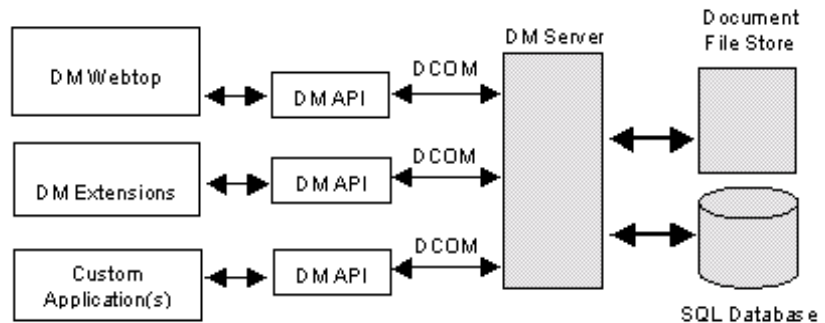 Document
File Store
DM Server
DM Webtop
DCOM
DM API
DCOM
DM Extensions
DM API
DCOM
Custom
Application(s)
DM API
SQL Database